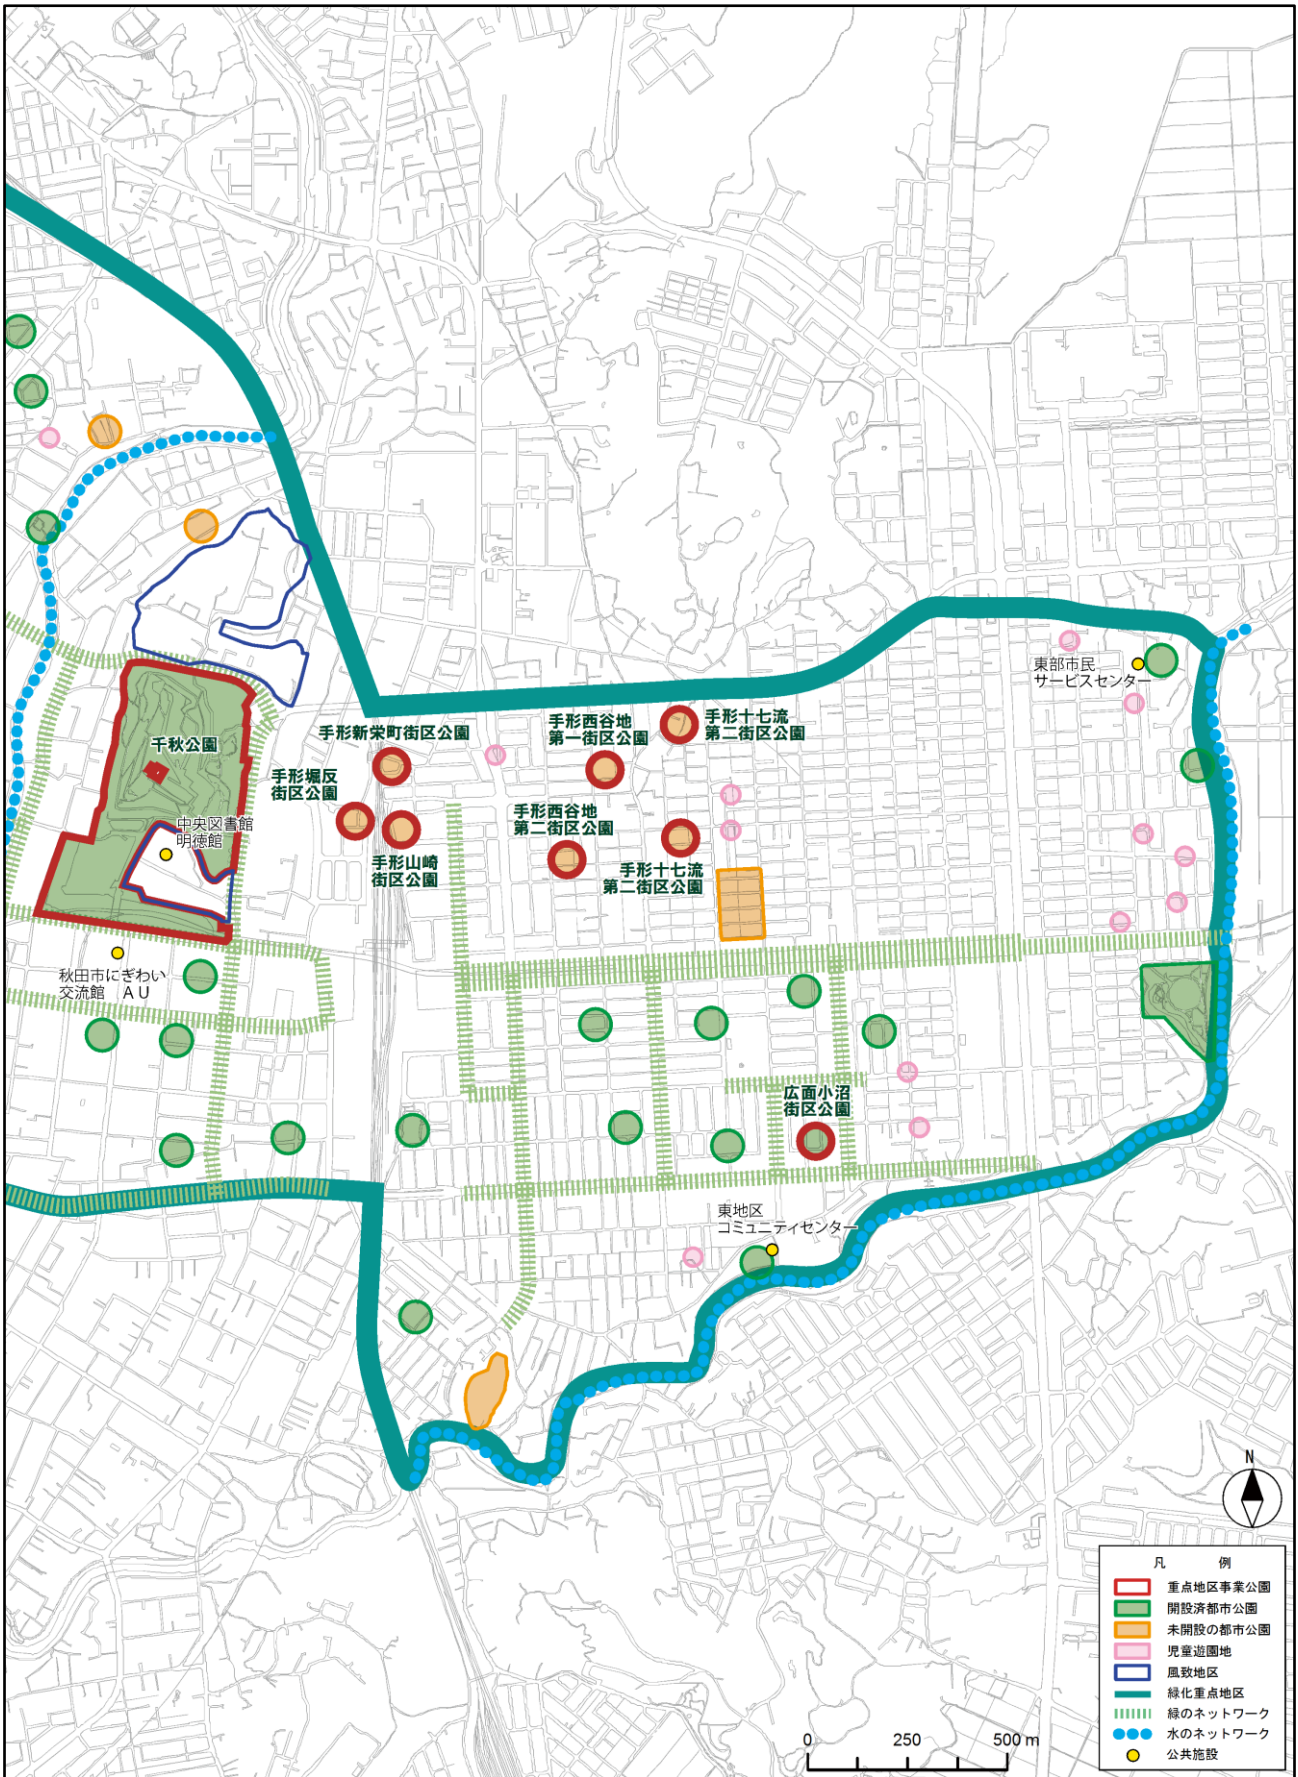 東部市民
サービスセンター
千秋公園
手形新栄町街区公園
手形西谷地
第一街区公園
手形十七流
第二街区公園
手形堀反
街区公園
中央図書館
明徳館
手形西谷地
第二街区公園
手形山崎
街区公園
手形十七流
第二街区公園
秋田市にぎわい
交流館 AU
広面小沼
街区公園
東地区
コミュニティセンター
N
0 250 500 m
凡 例
重点地区事業公園
開設済都市公園
未開設の都市公園
児童遊園地
風致地区
緑化重点地区
緑のネットワーク
水のネットワーク
公共施設